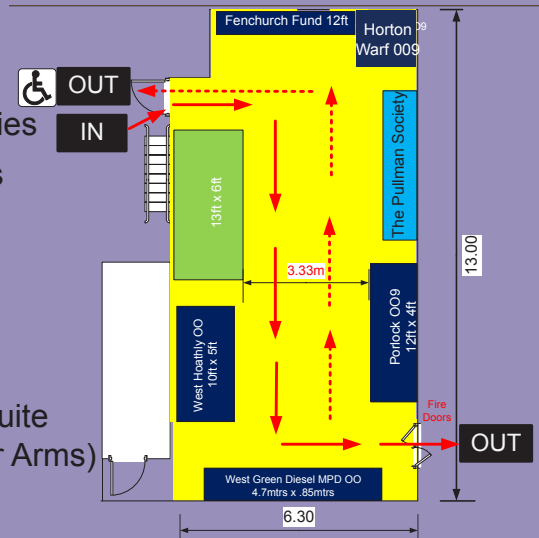 Fenchurch Fund 12ft
Horton
Warf 009
09
OUT
IN
ies
s
The Pullman Society
13ft x 6ft
3.33m
13.00
Porlock OO9
12ft x 4ft
West Hoathly OO
10ft x 5ft
uite
r Arms)
Fire
Doors
OUT
West Green Diesel MPD OO
4.7mtrs x .85mtrs
6.30